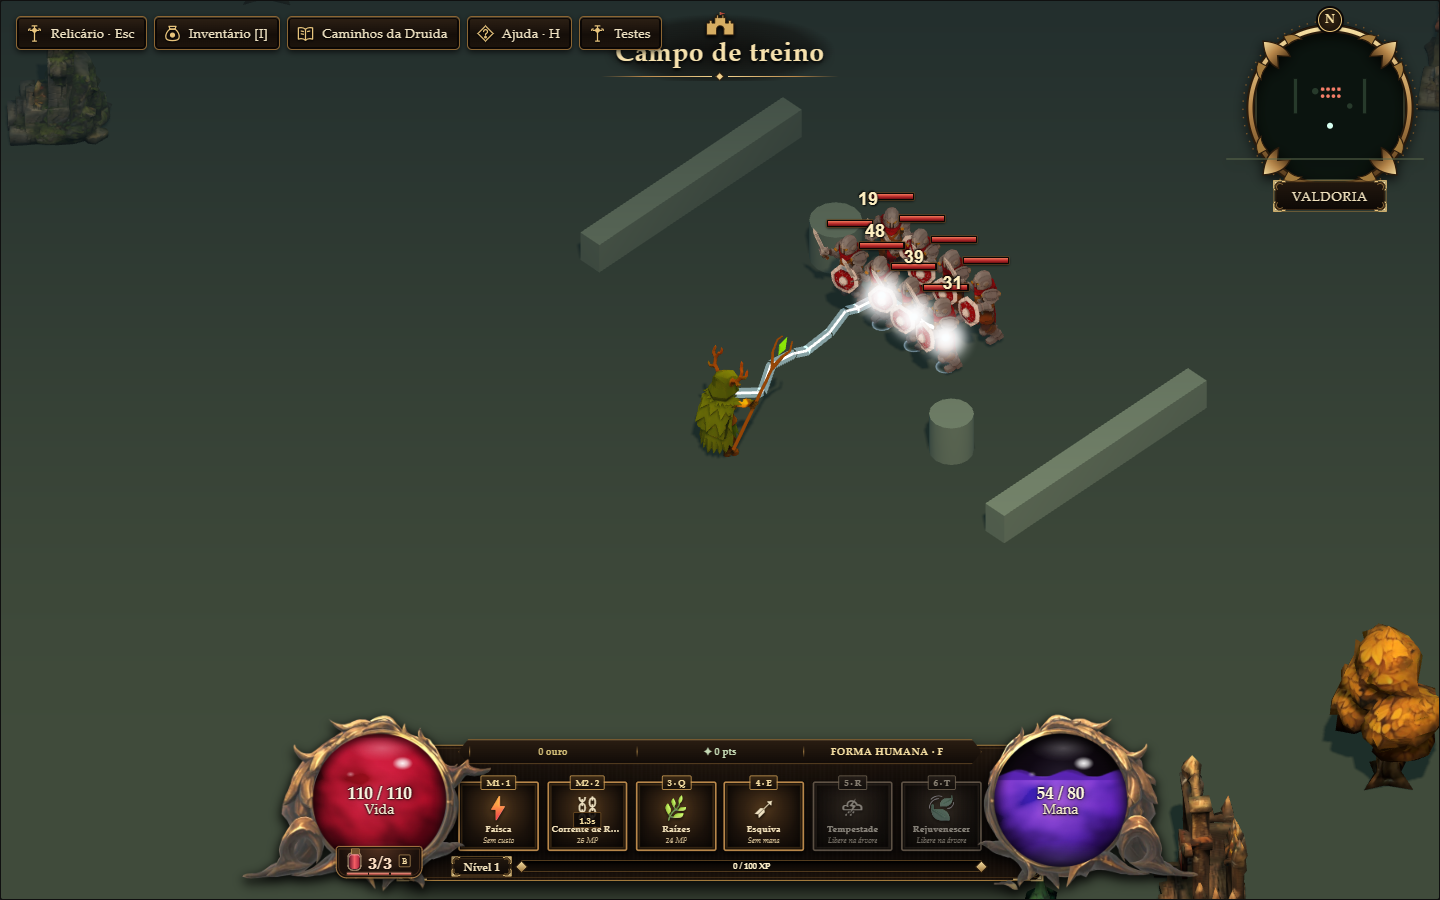 Relicário · Esc
Inventário [I]
Caminhos da Druida
Ajuda · H
Testes
Campo de treino
N
VALDORIA
19
48
39
31
0 ouro
0 pts
FORMA HUMANA · F
110 / 110
Vida
3/3
B
M1 · 1
Faísca
Sem custo
M2 · 2
1.3s
Corrente de R...
26 MP
3 · Q
Raízes
24 MP
4 · E
Esquiva
Sem mana
5 · R
Tempestade
Libere na árvore
6 · T
Rejuvenescer
Libere na árvore
54 / 80
Mana
Nível 1
0 / 100 XP